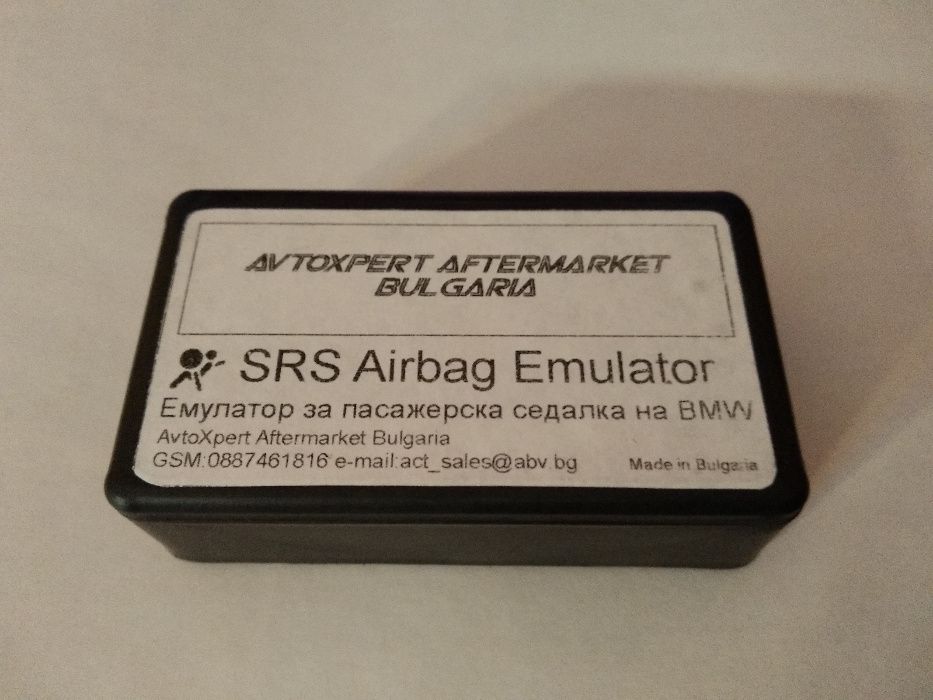 AVTOXPERT AFTERMARKET
BULGARIA
SRS Airbag Emulator
Емулатор за пасажерска седалка на BMW
AvtoXpert Aftermarket Bulgaria
GSM:0887461816 e-mail:act_sales@abv.bg
Made in Bulgaria